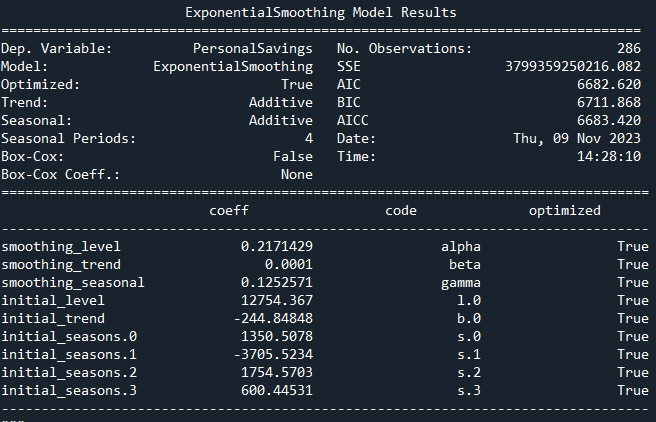 ExponentialSmoothing Model Results
================================================================================
Dep. Variable: PersonalSavings No. Observations: 286
Model: ExponentialSmoothing SSE 3799359250216.082
Optimized: True AIC 6682.620
Trend: Additive BIC 6711.868
Seasonal: Additive AICC 6683.420
Seasonal Periods: 4 Date: Thu, 09 Nov 2023
Box-Cox: False Time: 14:28:10
Box-Cox Coeff.: None
=================================================================================
coeff code optimized
---------------------------------------------------------------------------------
smoothing_level 0.2171429 alpha True
smoothing_trend 0.0001 beta True
smoothing_seasonal 0.1252571 gamma True
initial_level 12754.367 l.0 True
initial_trend -244.84848 b.0 True
initial_seasons.0 1350.5078 s.0 True
initial_seasons.1 -3705.5234 s.1 True
initial_seasons.2 1754.5703 s.2 True
initial_seasons.3 600.44531 s.3 True
---------------------------------------------------------------------------------